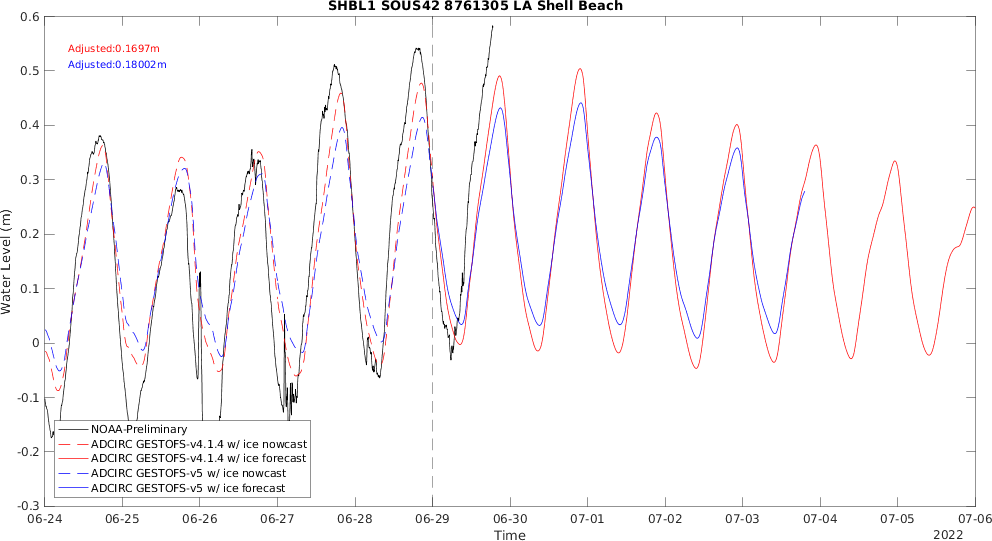 SHBL1 SOUS42 8761305 LA Shell Beach
Adjusted:0.1697m
Adjusted:0.18002m
0.6
0.5
0.4
0.3
0.2
0.1
0
-0.1
-0.2
-0.3
Water Level (m)
NOAA-Preliminary
ADCIRC GESTOFS-v4.1.4 w/ ice nowcast
ADCIRC GESTOFS-v4.1.4 w/ ice forecast
ADCIRC GESTOFS-v5 w/ ice nowcast
ADCIRC GESTOFS-v5 w/ ice forecast
06-24 06-25 06-26 06-27 06-28 06-29 06-30 07-01 07-02 07-03 07-04 07-05 07-06
Time
2022